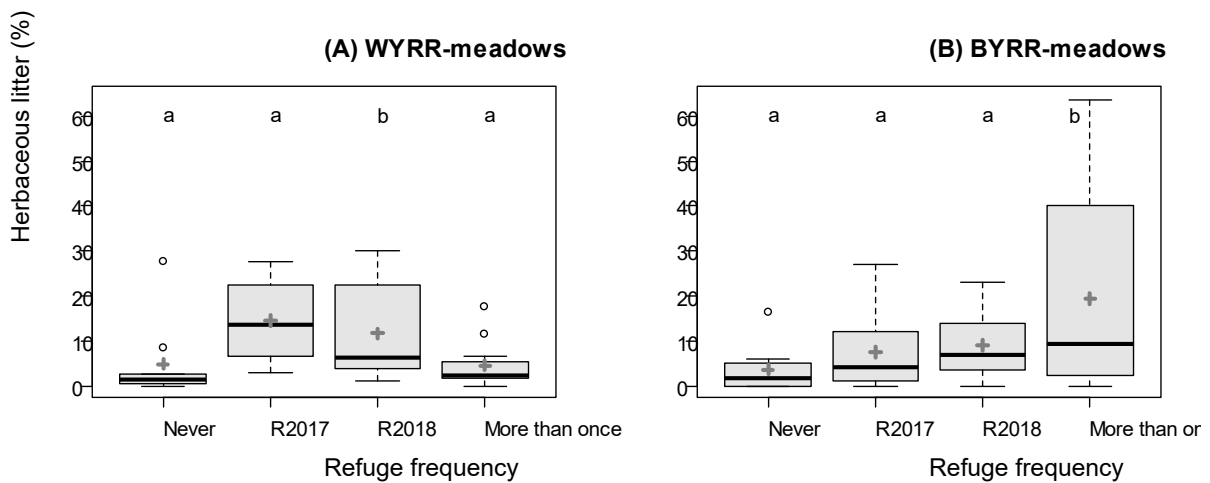 Herbaceous litter (%)
(A) WYRR-meadows
60
50
40
30
20
10
0
a a b a
Never R2017 R2018 More than once
Refuge frequency
(B) BYRR-meadows
60
50
40
30
20
10
0
a a a b
Never R2017 R2018 More than or
Refuge frequency